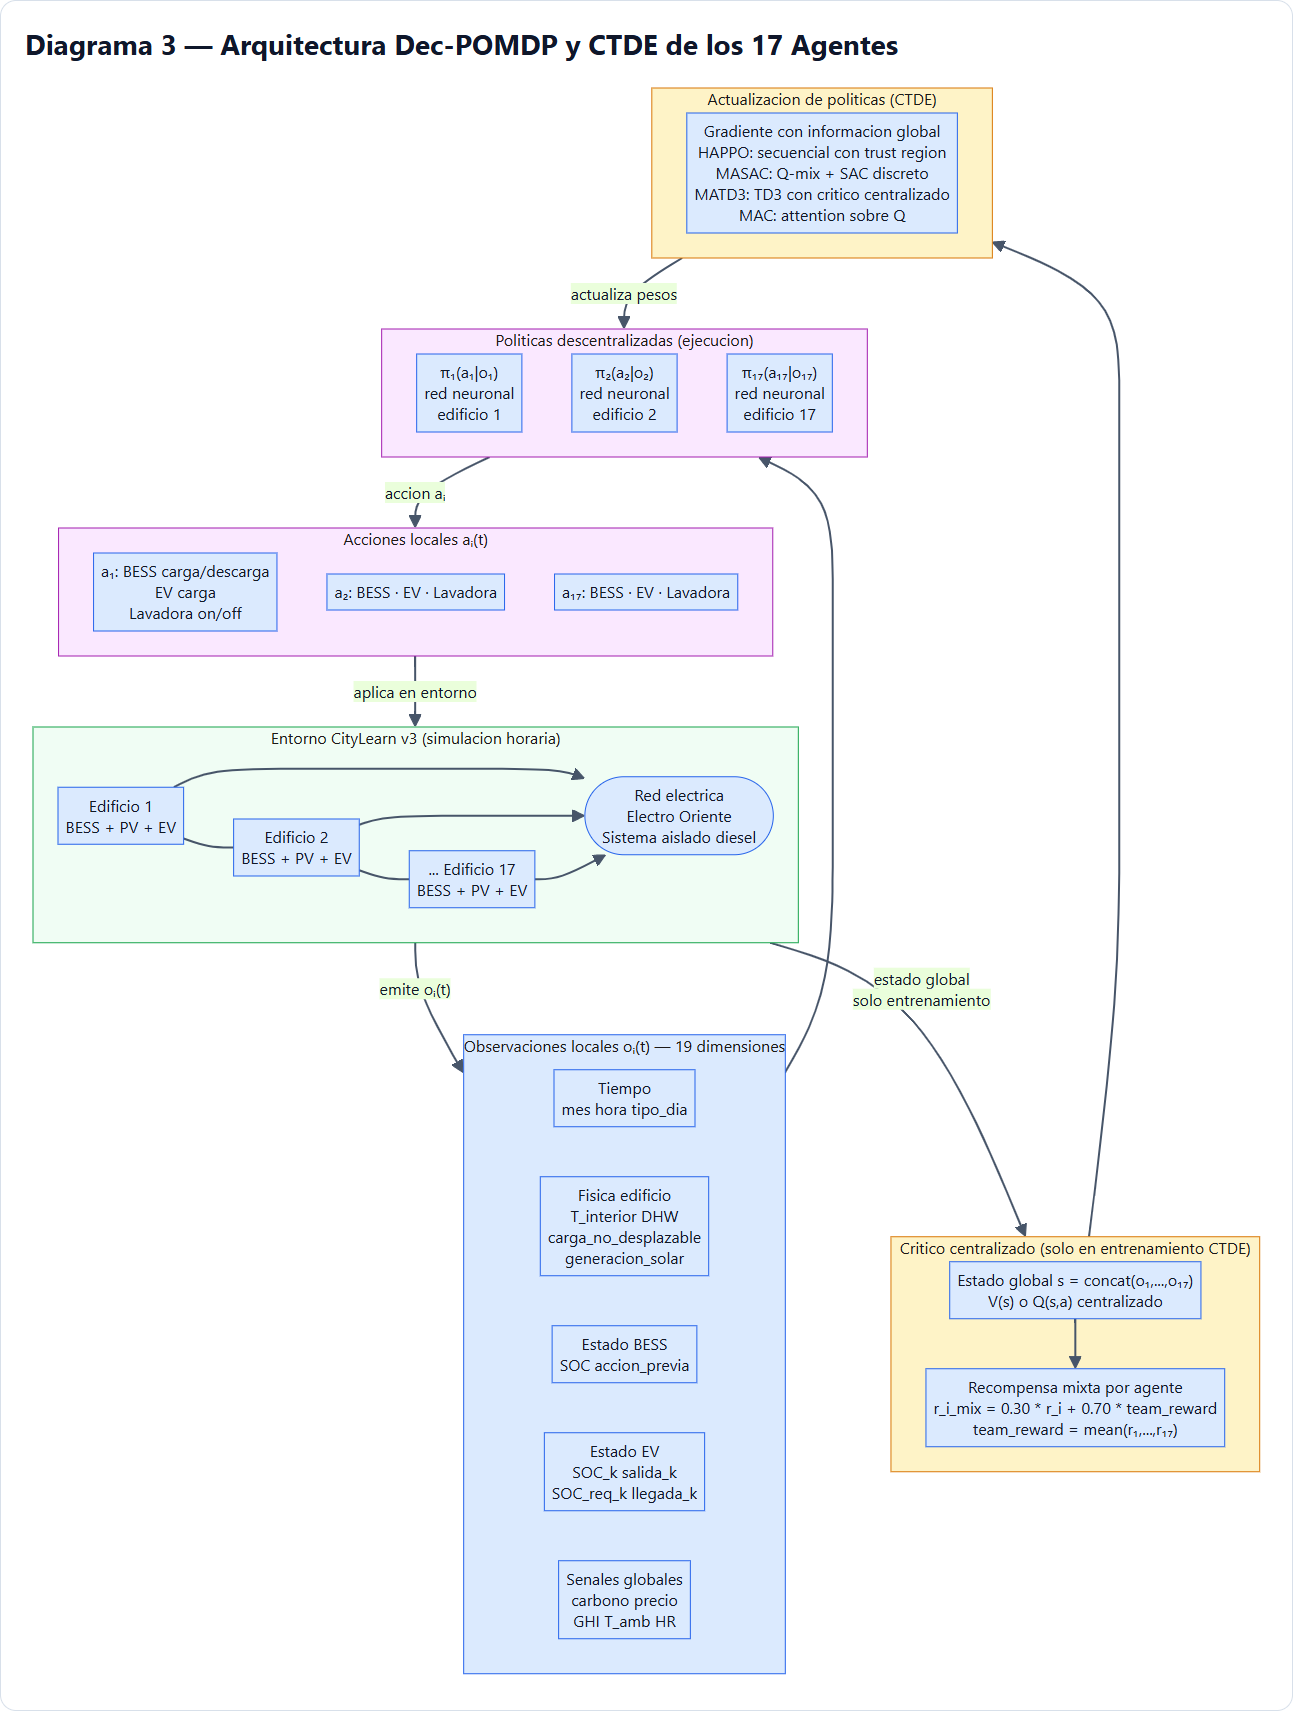 Diagrama 3 — Arquitectura Dec-POMDP y CTDE de los 17 Agentes
Actualizacion de politicas (CTDE)
Gradiente con informacion global
HAPPO: secuencial con trust region
MASAC: Q-mix + SAC discreto
MATD3: TD3 con critico centralizado
MAC: attention sobre Q
actualiza pesos
Politicas descentralizadas (ejecucion)
π₁(a₁|o₁)
red neuronal
edificio 1
π₂(a₂|o₂)
red neuronal
edificio 2
π₁₇(a₁₇|o₁₇)
red neuronal
edificio 17
accion aᵢ
Acciones locales aᵢ(t)
a₁: BESS carga/descarga
EV carga
Lavadora on/off
a₂: BESS · EV · Lavadora
a₁₇: BESS · EV · Lavadora
aplica en entorno
Entorno CityLearn v3 (simulacion horaria)
Edificio 1
BESS + PV + EV
Edificio 2
BESS + PV + EV
... Edificio 17
BESS + PV + EV
Red electrica
Electro Oriente
Sistema aislado diesel
emite oᵢ(t)
estado global
solo entrenamiento
Observaciones locales oᵢ(t) — 19 dimensiones
Tiempo
mes hora tipo_dia
Fisica edificio
T_interior DHW
carga_no_desplazable
generacion_solar
Estado BESS
SOC accion_previa
Estado EV
SOC_k salida_k
SOC_req_k llegada_k
Senales globales
carbono precio
GHI T_amb HR
Critico centralizado (solo en entrenamiento CTDE)
Estado global s = concat(o₁,...,o₁₇)
V(s) o Q(s,a) centralizado
Recompensa mixta por agente
r_i_mix = 0.30 * r_i + 0.70 * team_reward
team_reward = mean(r₁,...,r₁₇)